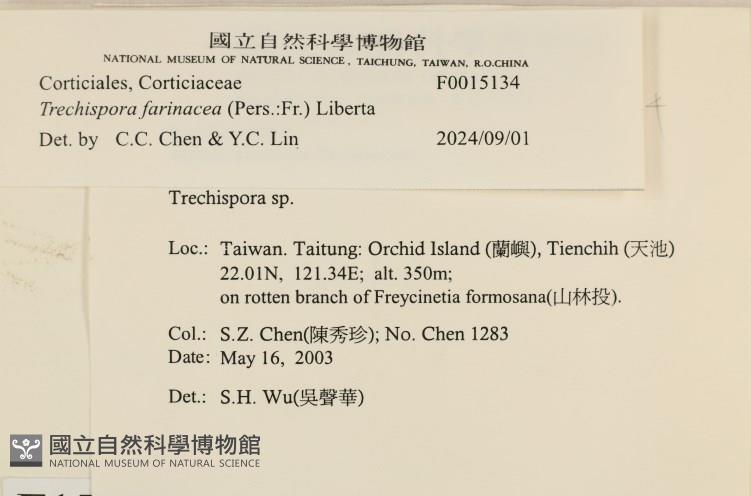 國立自然科學博物館
NATIONAL MUSEUM OF NATURAL SCIENCE, TAICHUNG, TAIWAN, R.O.CHINA
Corticiales, Corticiaceae F0015134
Trechispora farinacea (Pers.:Fr.) Liberta
Det. by C.C. Chen & Y.C. Lin 2024/09/01
Trechispora sp.
Loc.: Taiwan. Taitung: Orchid Island (蘭嶼), Tienchih (天池)
22.01N, 121.34E; alt. 350m;
on rotten branch of Freycinetia formosana(山林投).
Col.: S.Z. Chen(陳秀珍); No. Chen 1283
Date: May 16, 2003
Det.: S.H. Wu(吳聲華)
國立自然科學博物館
NATIONAL MUSEUM OF NATURAL SCIENCE